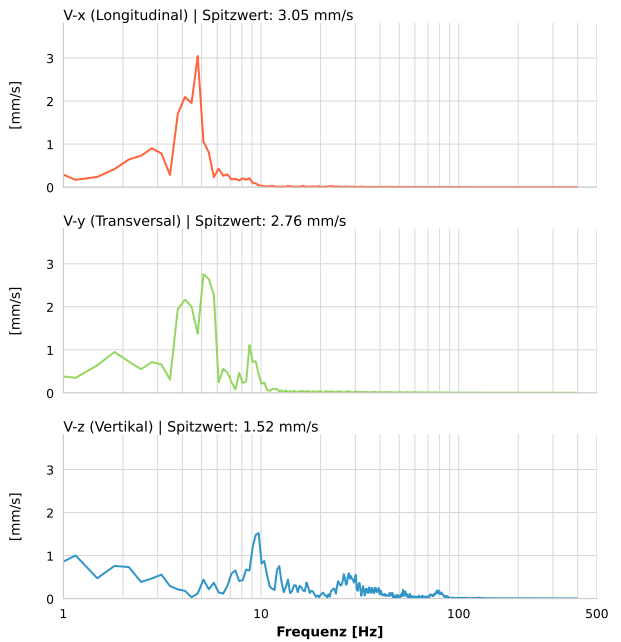 V-x (Longitudinal) | Spitzwert: 3.05 mm/s
[mm/s]
3
2
1
0
V-y (Transversal) | Spitzwert: 2.76 mm/s
[mm/s]
3
2
1
0
V-z (Vertikal) | Spitzwert: 1.52 mm/s
[mm/s]
3
2
1
0
1 10 100 500
Frequenz [Hz]